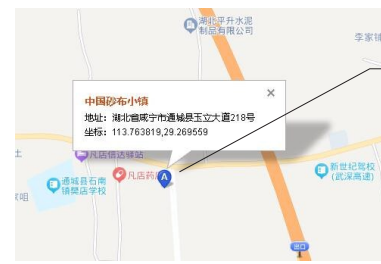 湖北平升水泥
制品有限公司
李家
中国砂布小镇
地址：湖北省咸宁市通城县玉立大道218号
坐标：113.763819,29.269559
凡店信达驿站
通城县石南
镇樊店学校
凡店药
A
新世纪驾校
(武深高速)
出口